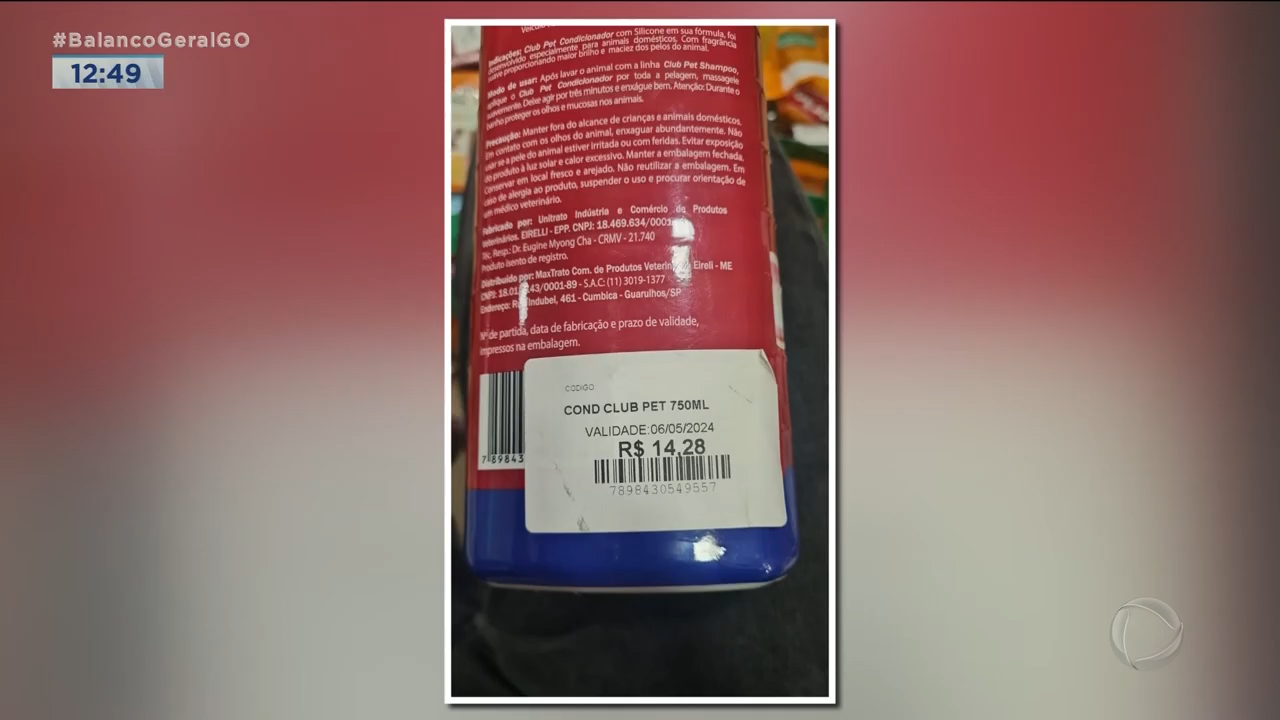 #BalancoGeralGO
12:49
Indicações: Club Pet Condicionador com Silicone em sua fórmula, foi
desenvolvido especialmente para animais domésticos. Com fragrância
suave proporcionando maior brilho e maciez dos pelos do animal.
Modo de usar: Após lavar o animal com a linha Club Pet Shampoo,
aplique o Club Pet Condicionador por toda a pelagem, massageie
suavemente. Deixe agir por três minutos e enxágue bem. Atenção: Durante o
banho proteger os olhos e mucosas nos animais.
Precaução: Manter fora do alcance de crianças e animais domésticos.
Em contato com os olhos do animal, enxaguar abundantemente. Não
usar se a pele do animal estiver irritada ou com feridas. Evitar exposição
do produto à luz solar e calor excessivo. Manter a embalagem fechada.
Conservar em local fresco e arejado. Não reutilizar a embalagem. Em
caso de alergia ao produto, suspender o uso e procurar orientação de
um médico veterinário.
Fabricado por: Unitrato Indústria e Comércio de Produtos
Veterinários. EIRELLI - EPP. CNPJ: 18.469.634/0001
Téc. Resp.: Dr. Eugine Myong Cha - CRMV - 21.740
Produto isento de registro.
Distribuido por: MaxTrato Com. de Produtos Eireli - ME
CNPJ: 43/0001-89 - S.A.C: (11) 3019-1377
Endereço: Indubel, 461 - Cumbica - Guarulhos/SP
Nº de partida, data de fabricação e prazo de validade,
impressos na embalagem.
CODIGO
COND CLUB PET 750ML
VALIDADE:06/05/2024
R$ 14,28
7898430549557
7 89843